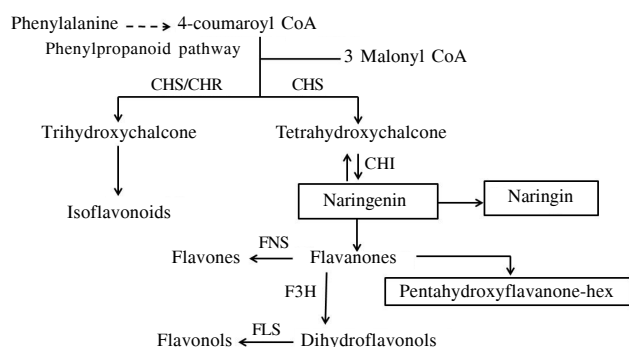 Phenylalanine 4-coumaroyl CoA
Phenylpropanoid pathway
3 Malonyl CoA
CHS/CHR CHS
Trihydroxychalcone Tetrahydroxychalcone
CHI
Naringenin Naringin
Isoflavonoids
Flavones FNS Flavanones
F3H Pentahydroxyflavanone-hex
Flavonols FLS Dihydroflavonols